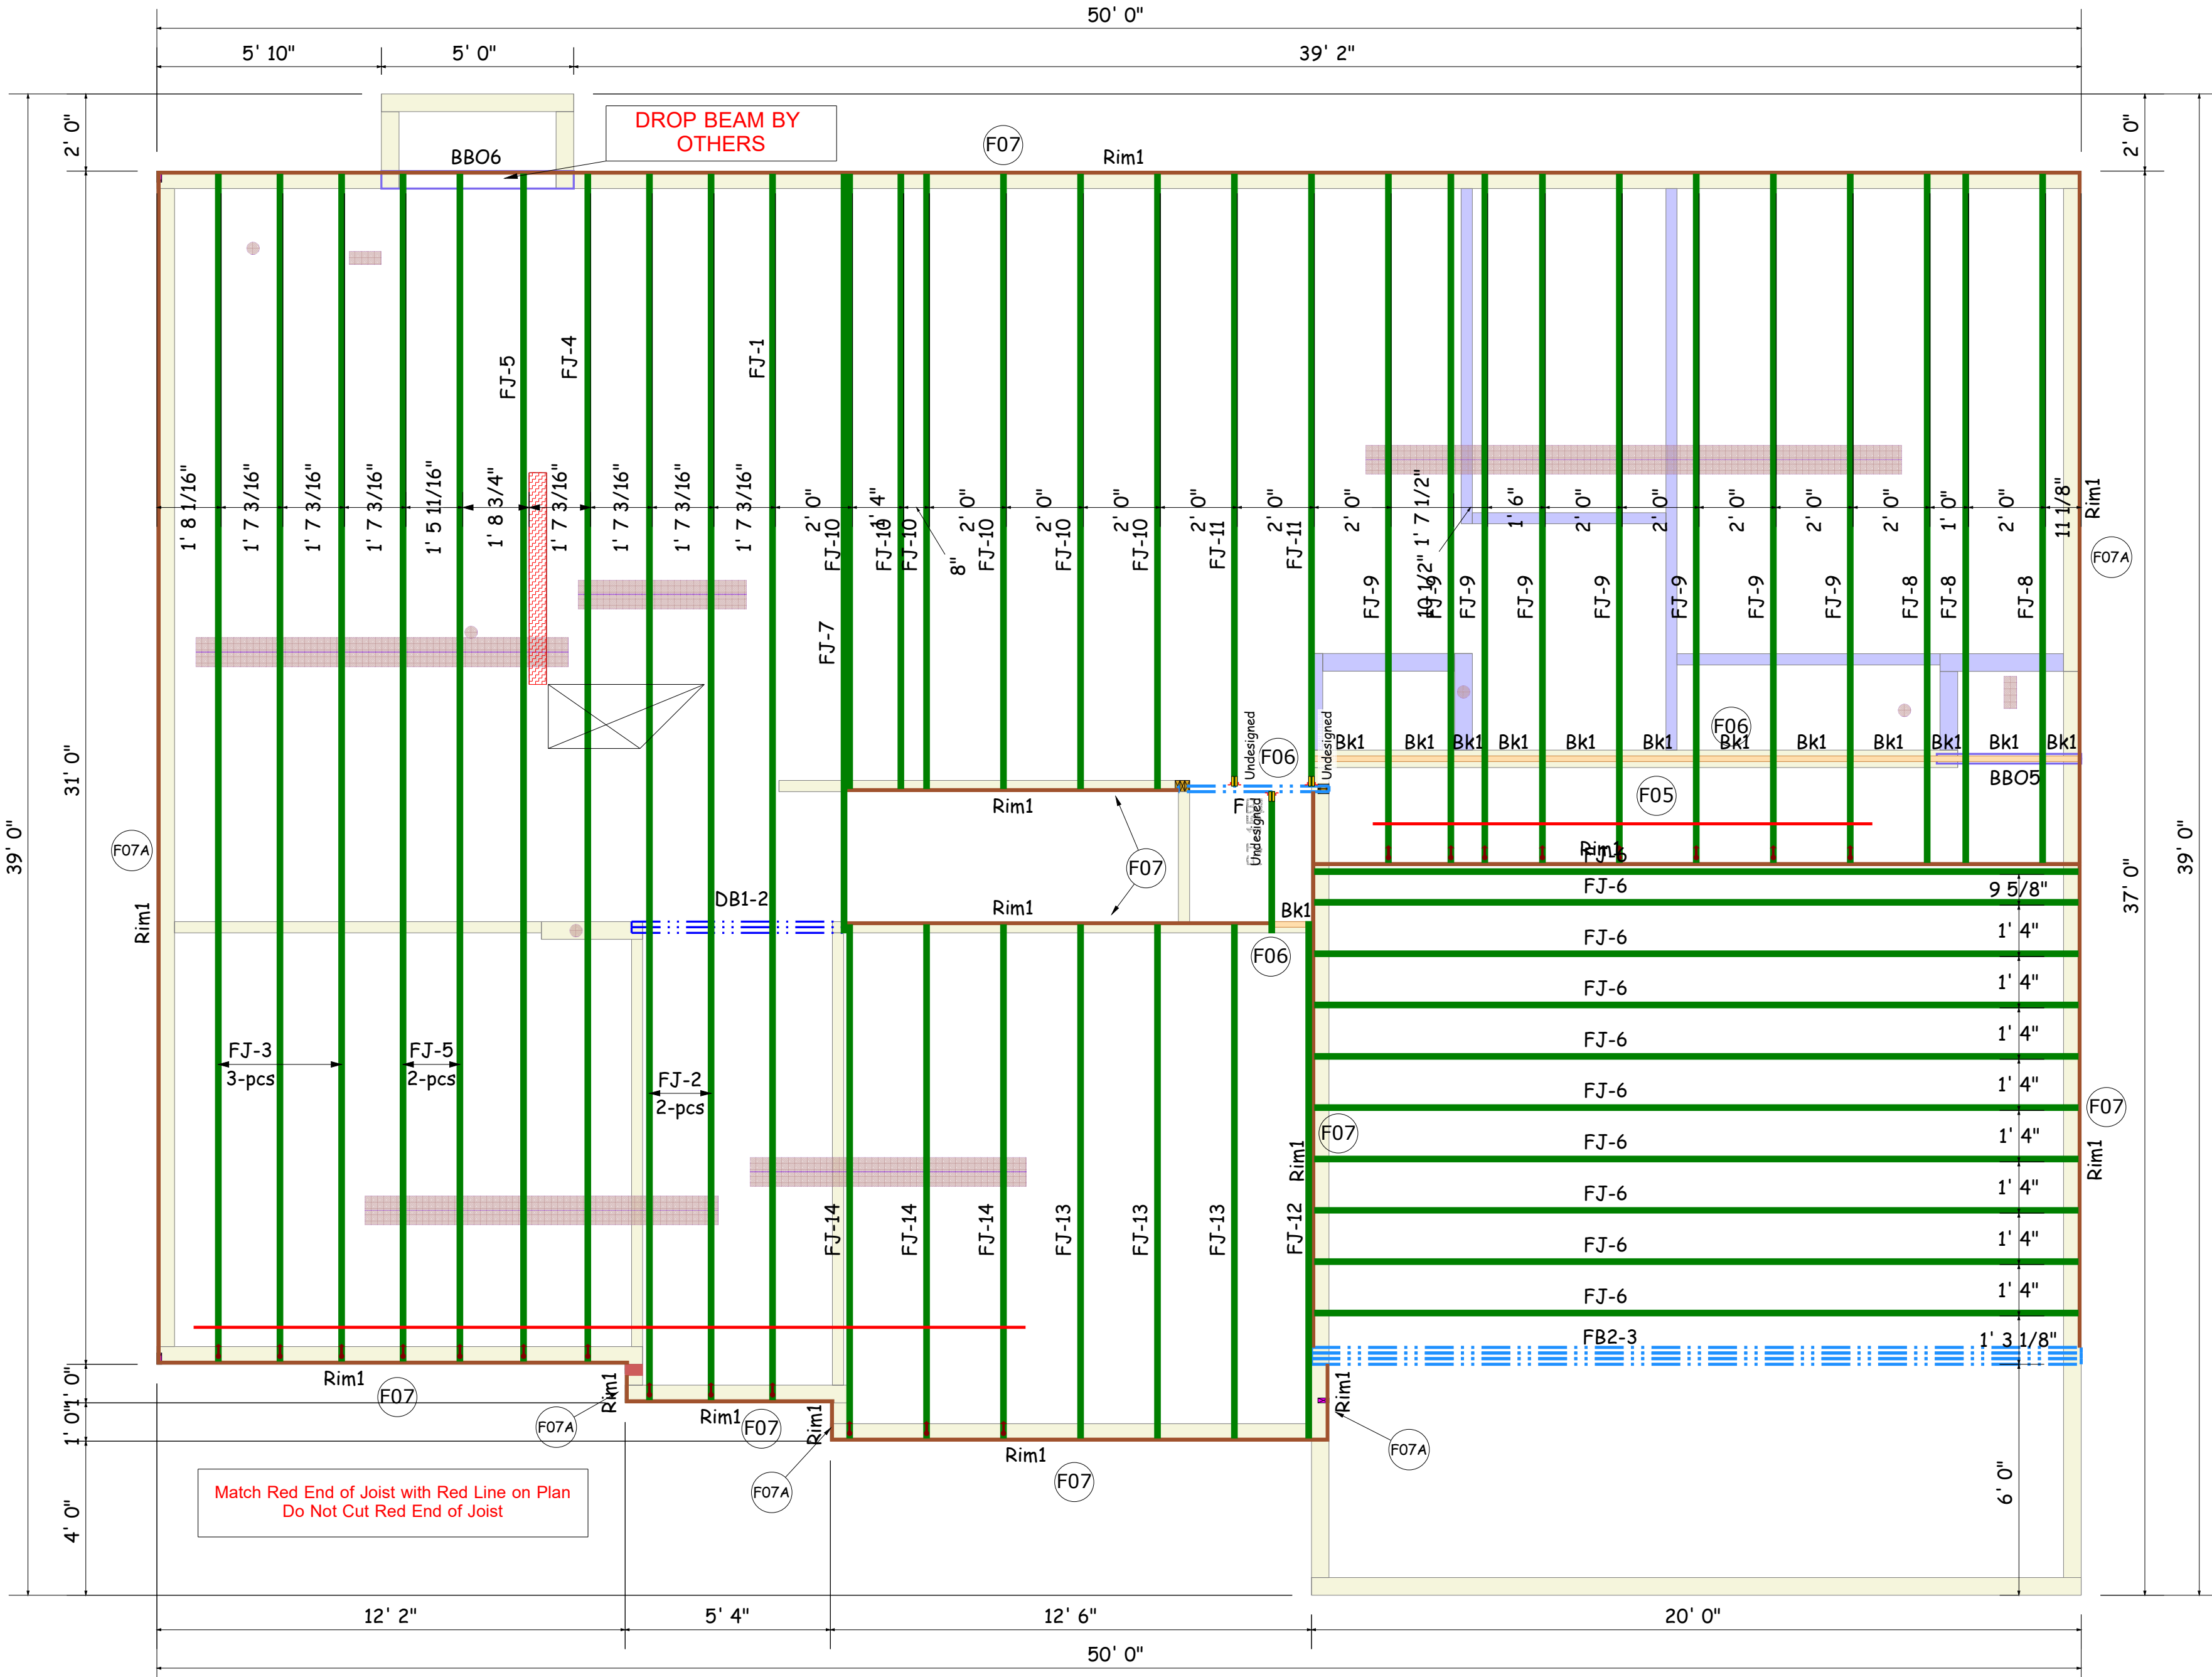 50' 0"
5' 10"
5' 0"
39' 2"
2' 0"
DROP BEAM BY
OTHERS
BBO6
F07
Rim1
2' 0"
FJ-5
FJ-4
FJ-1
1' 8 1/16"
1' 7 3/16"
1' 7 3/16"
1' 7 3/16"
1' 5 11/16"
1' 8 3/4"
1' 7 3/16"
1' 7 3/16"
1' 7 3/16"
1' 7 3/16"
2' 0"
1' 4"
8"
2' 0"
2' 0"
2' 0"
2' 0"
2' 0"
2' 0"
10 1/2"
1' 7 1/2"
1' 6"
2' 0"
2' 0"
2' 0"
2' 0"
2' 0"
1' 0"
2' 0"
11 1/8"
Rim1
F07A
FJ-7
FJ-10
FJ-10
FJ-10
FJ-10
FJ-10
FJ-10
FJ-11
FJ-11
FJ-9
FJ-9
FJ-9
FJ-9
FJ-9
FJ-9
FJ-9
FJ-9
FJ-8
FJ-8
FJ-8
39' 0"
31' 0"
F07A
Rim1
Undesigned
F06
Undesigned
Undesigned
Bk1
Bk1
Bk1
Bk1
Bk1
Bk1
F06
Bk1
Bk1
Bk1
Bk1
Bk1
Bk1
BBO5
F05
Rim1
F07
Rim1
DB1-2
Bk1
F06
Rim1
FJ-6
FJ-6
9 5/8"
FJ-6
1' 4"
FJ-6
1' 4"
FJ-6
1' 4"
FJ-6
1' 4"
FJ-6
1' 4"
FJ-6
1' 4"
FJ-6
1' 4"
FJ-6
1' 4"
FB2-3
1' 3 1/8"
37' 0"
39' 0"
F07
Rim1
FJ-3
3-pcs
FJ-5
2-pcs
FJ-2
2-pcs
FJ-14
FJ-14
FJ-14
FJ-13
FJ-13
FJ-13
FJ-12
Rim1
F07
1' 0"
1' 0"
4' 0"
Rim1
F07
Rim1
F07A
Rim1
F07
Rim1
F07A
Rim1
F07
Rim1
F07A
6' 0"
Match Red End of Joist with Red Line on Plan
Do Not Cut Red End of Joist
12' 2"
5' 4"
12' 6"
20' 0"
50' 0"